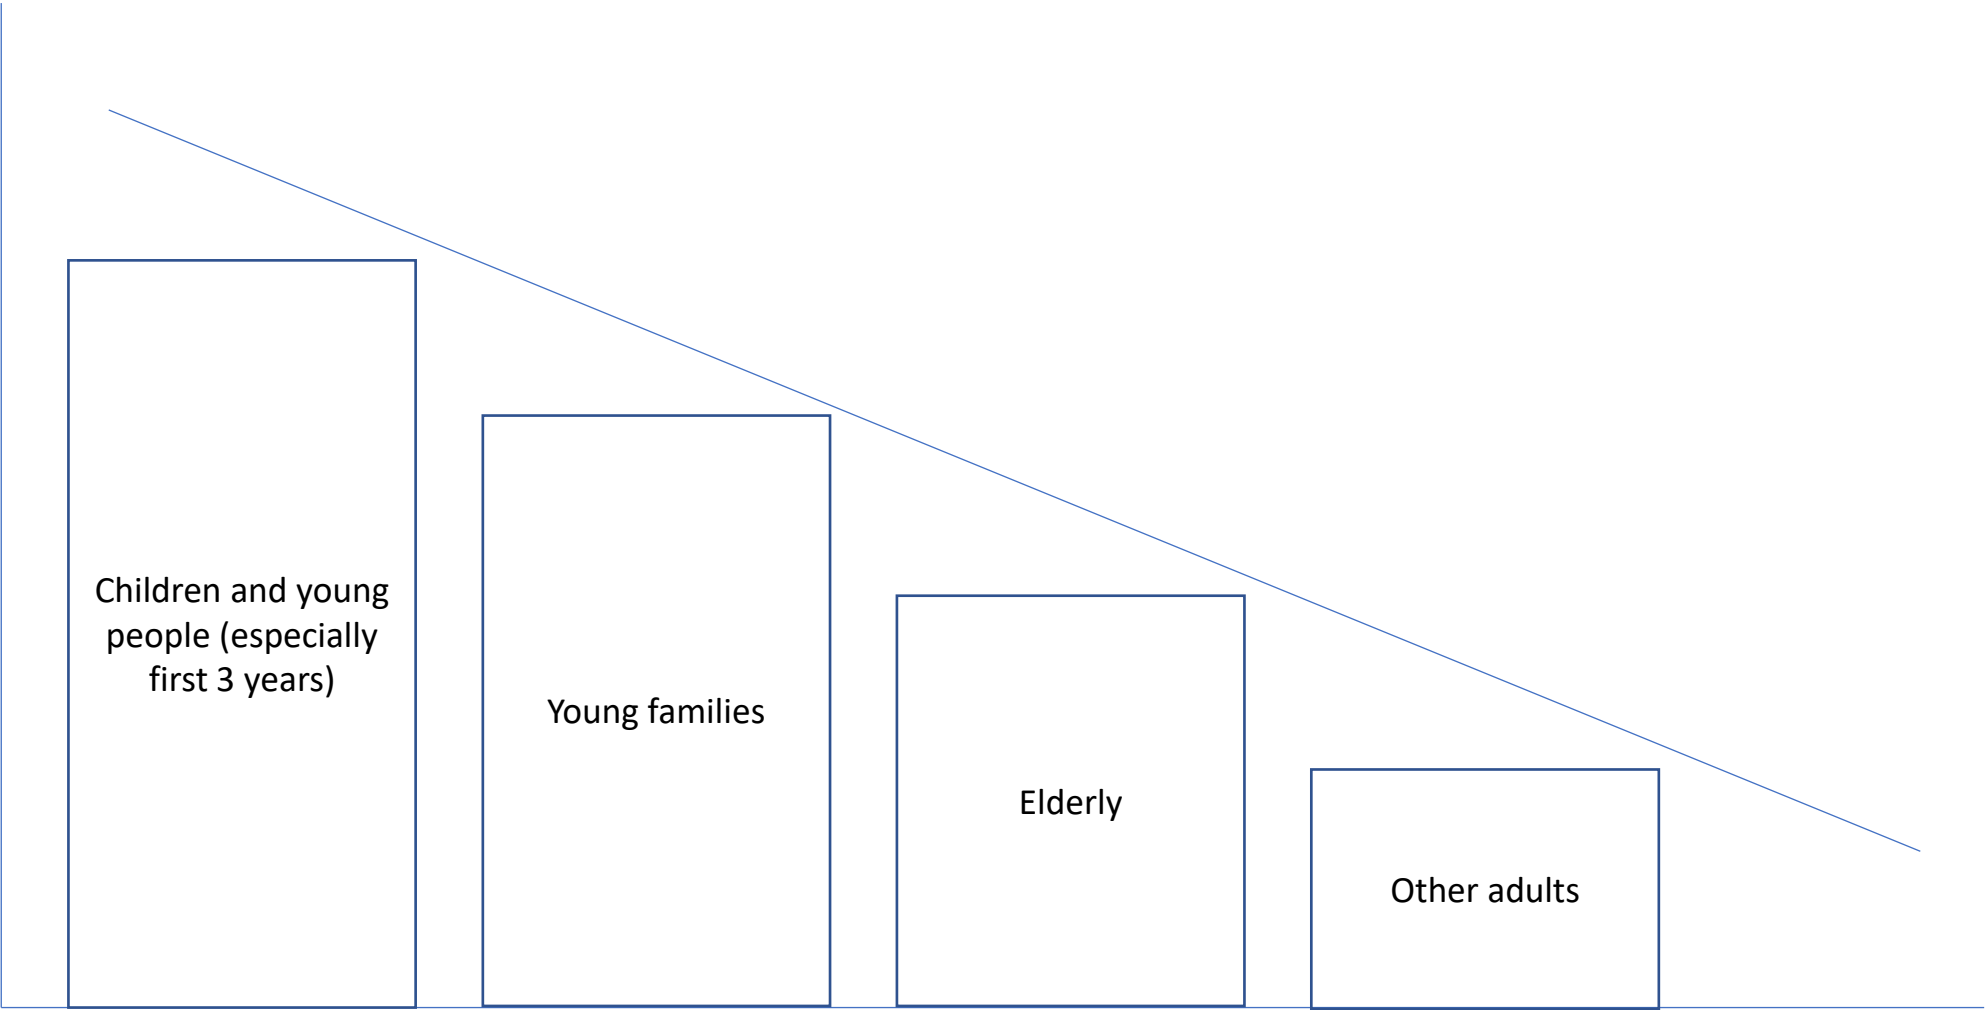 Children and young
people (especially
first 3 years)
Young families
Elderly
Other adults